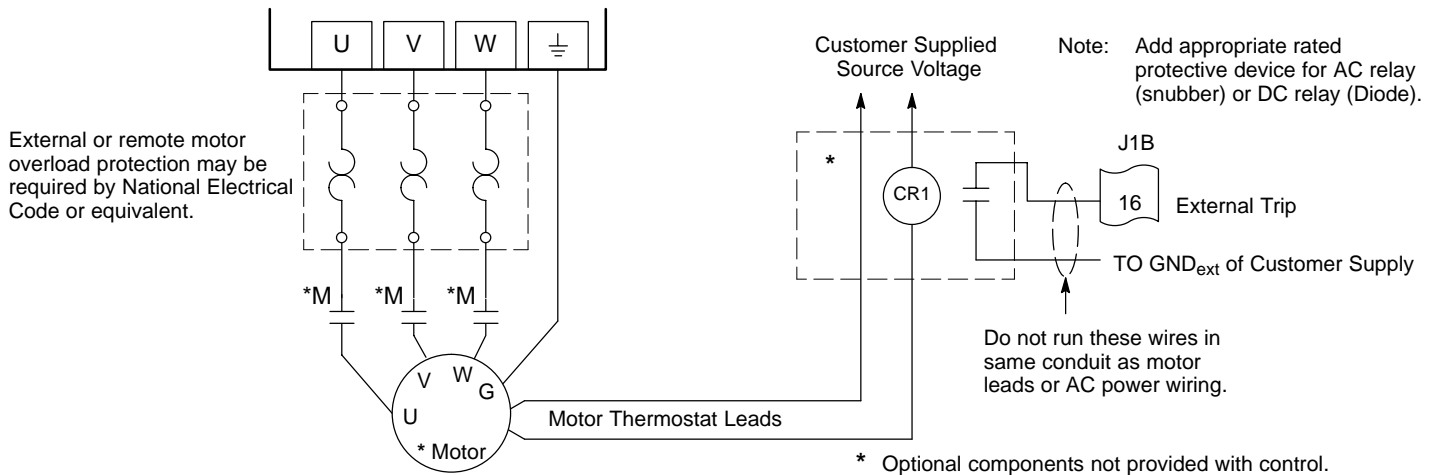 U
V
W
External or remote motor
overload protection may be
required by National Electrical
Code or equivalent.
*M
*M
*M
V
W
G
U
* Motor
Motor Thermostat Leads
Customer Supplied
Source Voltage
*
CR1
Note: Add appropriate rated
protective device for AC relay
(snubber) or DC relay (Diode).
J1B
16
External Trip
TO GNDext of Customer Supply
Do not run these wires in
same conduit as motor
leads or AC power wiring.
* Optional components not provided with control.